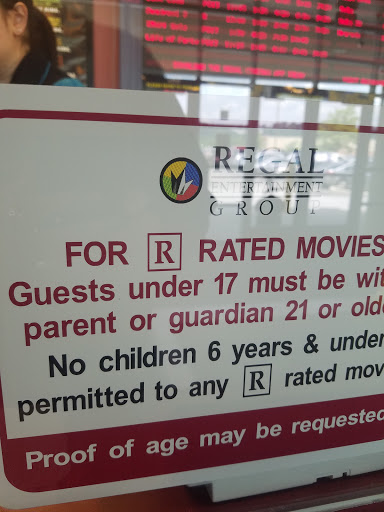 REGAL
ENTERTAINMENT
GROUP
FOR R RATED MOVIES
Guests under 17 must be wit
parent or guardian 21 or olde
No children 6 years & under
permitted to any R rated mov
Proof of age may be requested